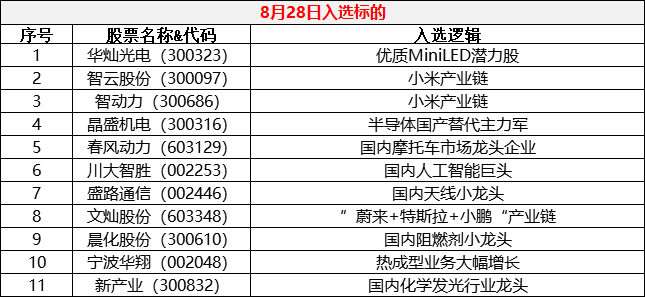 8月28日入选标的
序号 股票名称&代码 入选逻辑
1 华灿光电（300323） 优质MiniLED潜力股
2 智云股份（300097） 小米产业链
3 智动力（300686） 小米产业链
4 晶盛机电（300316） 半导体国产替代主力军
5 春风动力（603129） 国内摩托车市场龙头企业
6 川大智胜（002253） 国内人工智能巨头
7 盛路通信（002446） 国内天线小龙头
8 文灿股份（603348） ”蔚来+特斯拉+小鹏“产业链
9 晨化股份（300610） 国内阻燃剂小龙头
10 宁波华翔（002048） 热成型业务大幅增长
11 新产业（300832） 国内化学发光行业龙头